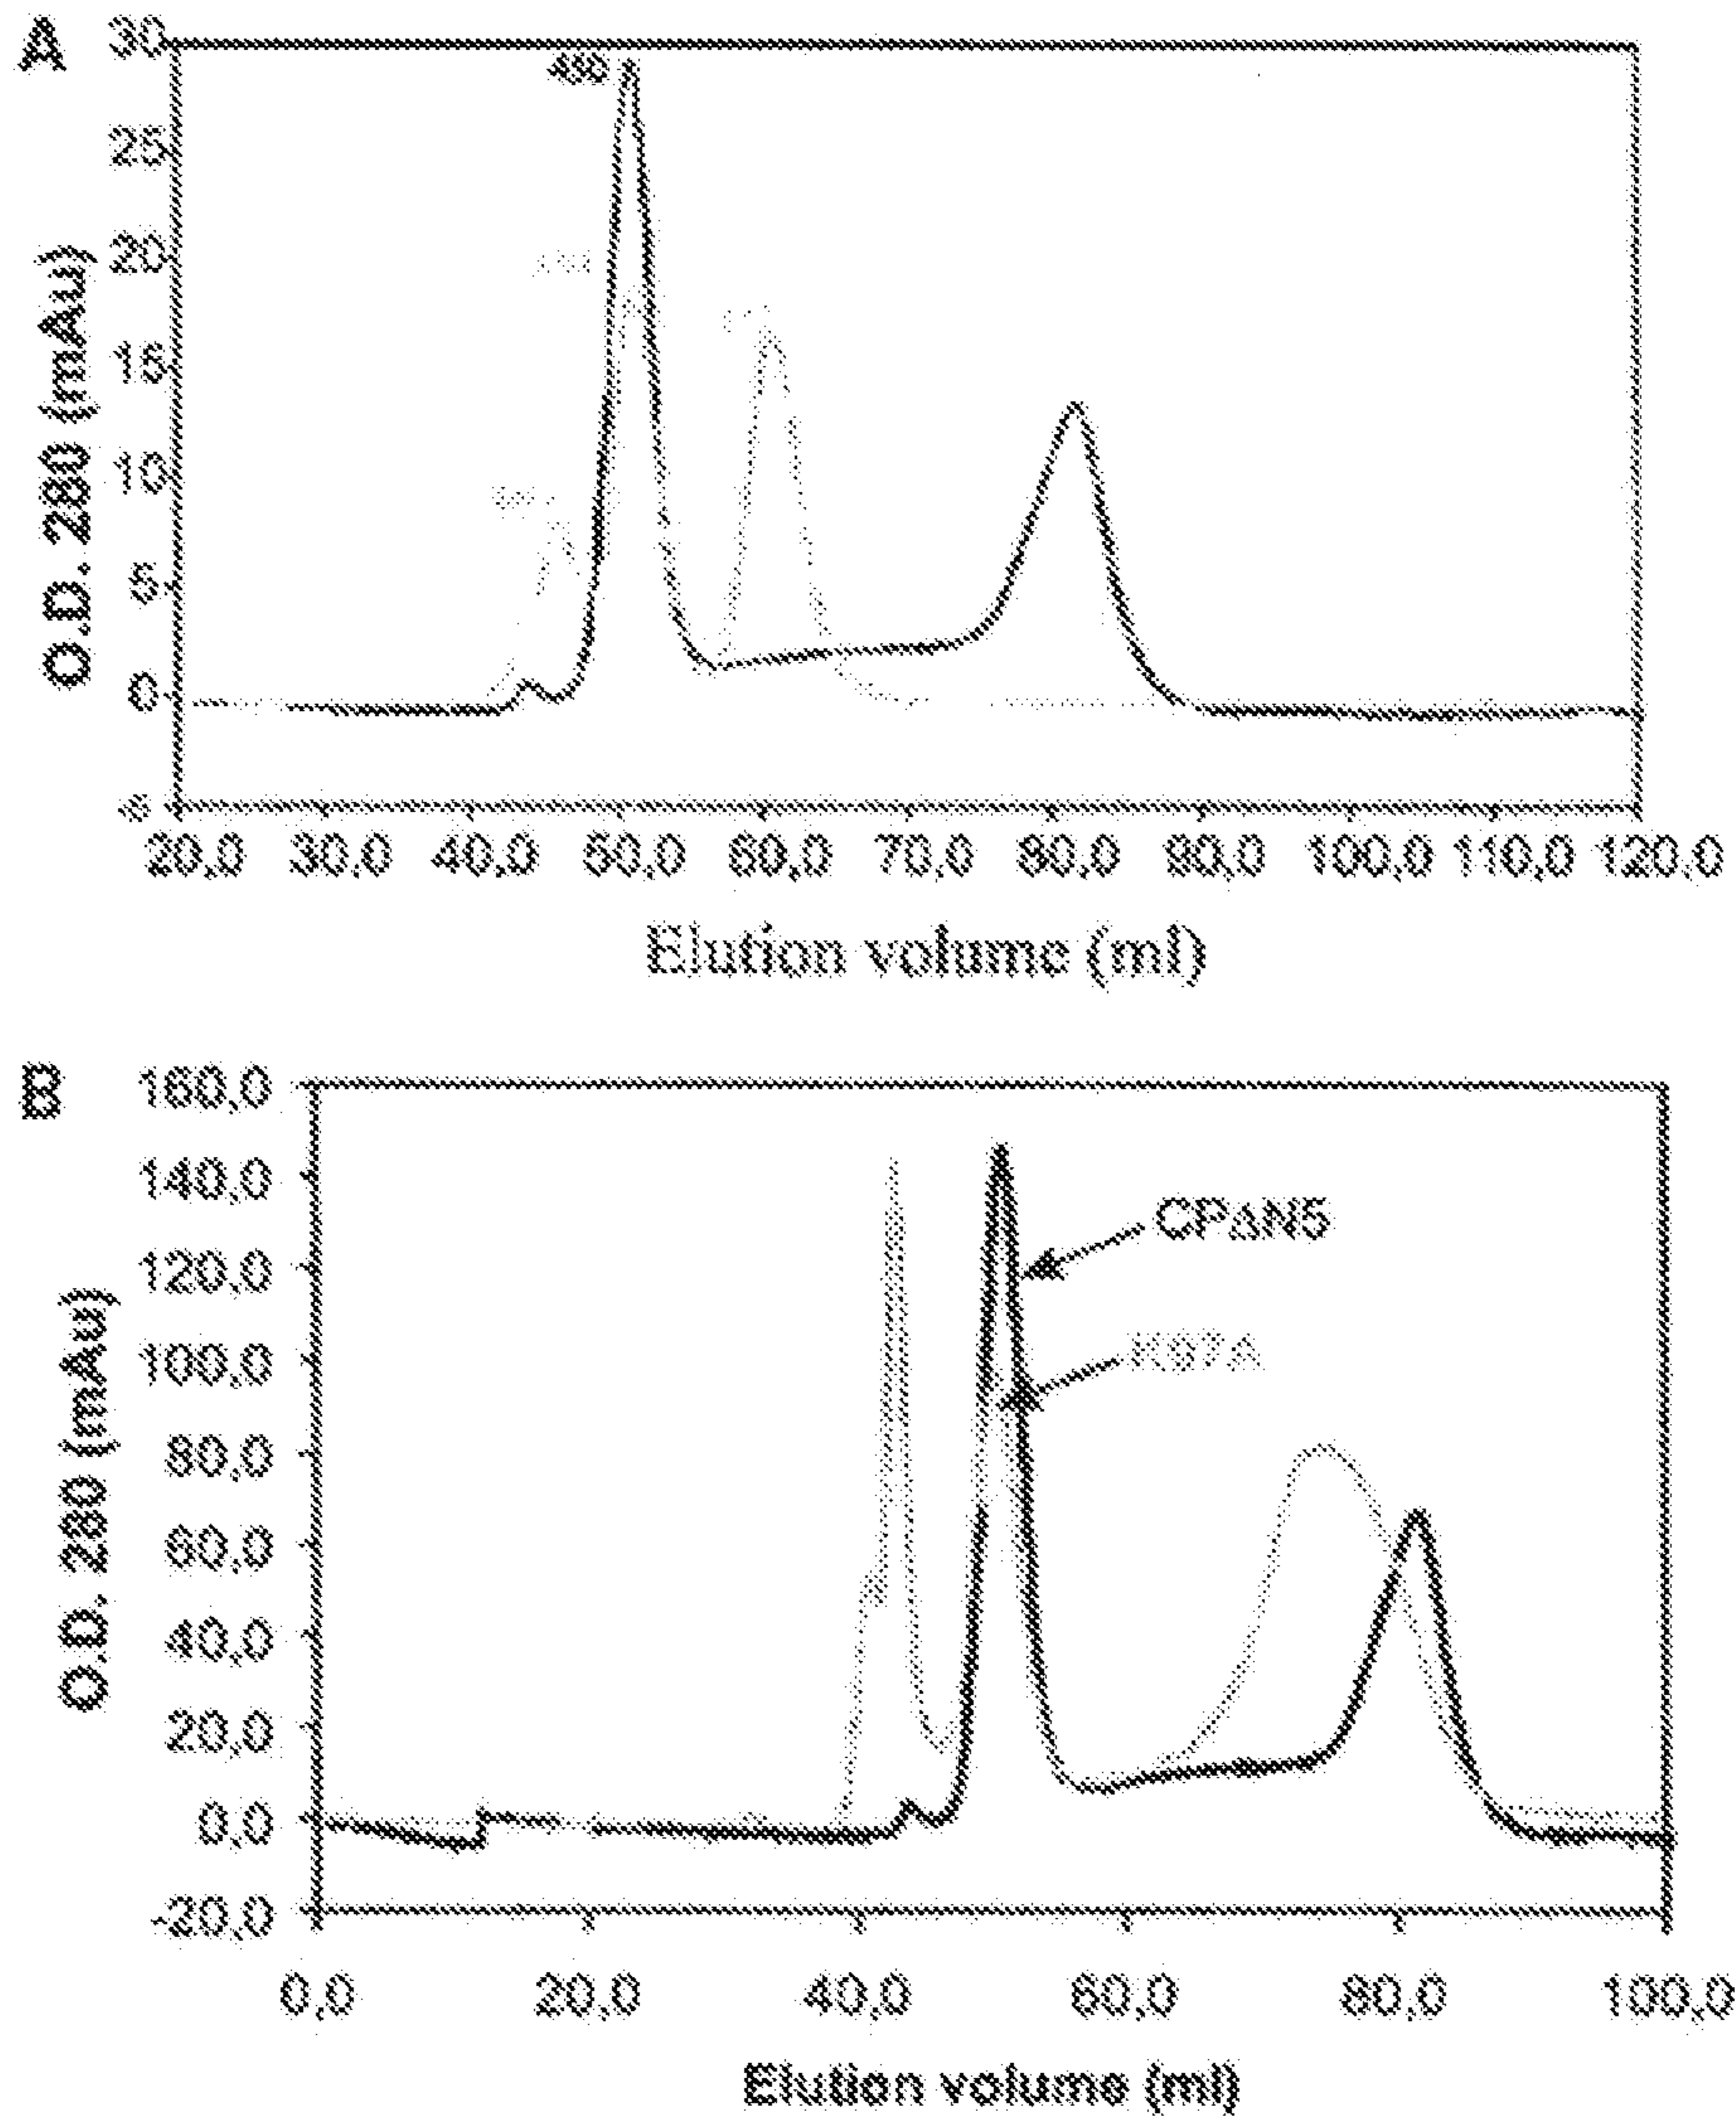 A
30
25
20
15
10
5
0
-5
20,0 30,0 40,0 50,0 60,0 70,0 80,0 90,0 100,0 110,0 120,0
O.D. 280 (mAu)
Elution volume (ml)
B
160,0
140,0
120,0
100,0
80,0
60,0
40,0
20,0
0,0
-20,0
0,0 20,0 40,0 60,0 80,0 100,0
O.D. 280 (mAu)
CPΔN5
K97A
Elution volume (ml)